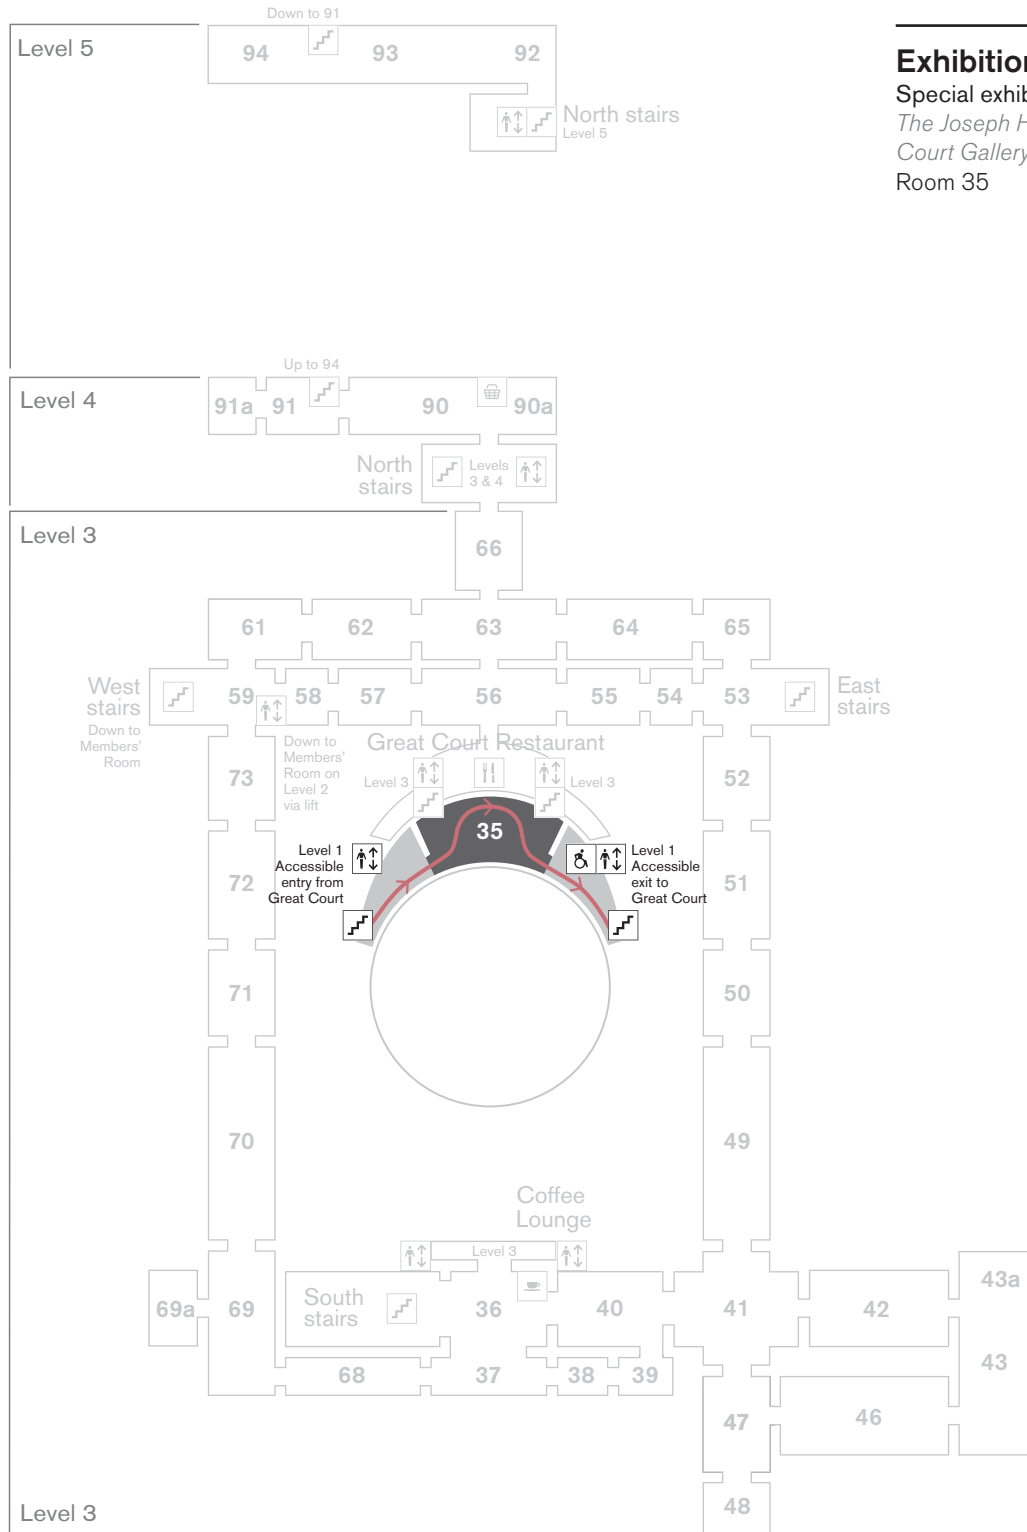 Down to 91
Level 5
94
93
92
North stairs
Level 5
Exhibition
Special exhib
The Joseph H
Court Gallery
Room 35
Up to 94
Level 4
91a
91
90
90a
North
stairs
Levels
3 & 4
Level 3
66
61
62
63
64
65
West
stairs
Down to
Members'
Room
59
58
57
56
55
54
53
East
stairs
Down to
Members'
Room on
Level 2
via lift
Great Court Restaurant
Level 3
Level 3
73
52
35
Level 1
Accessible
entry from
Great Court
Level 1
Accessible
exit to
Great Court
72
51
71
50
70
49
Coffee
Lounge
Level 3
69a
69
South
stairs
36
40
41
42
43a
43
68
37
38
39
47
46
48
Level 3